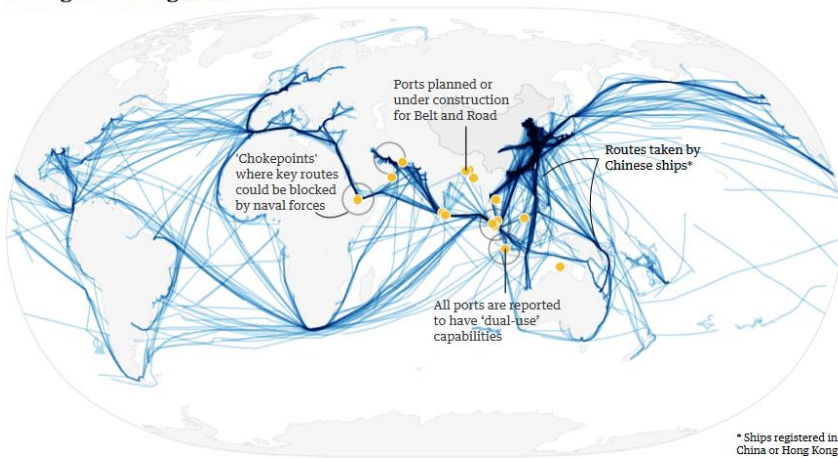 Ports planned or
under construction
for Belt and Road
'Chokepoints'
where key routes
could be blocked
by naval forces
Routes taken by
Chinese ships*
All ports are reported
to have ‘dual-use’
capabilities
* Ships registered in
China or Hong Kong